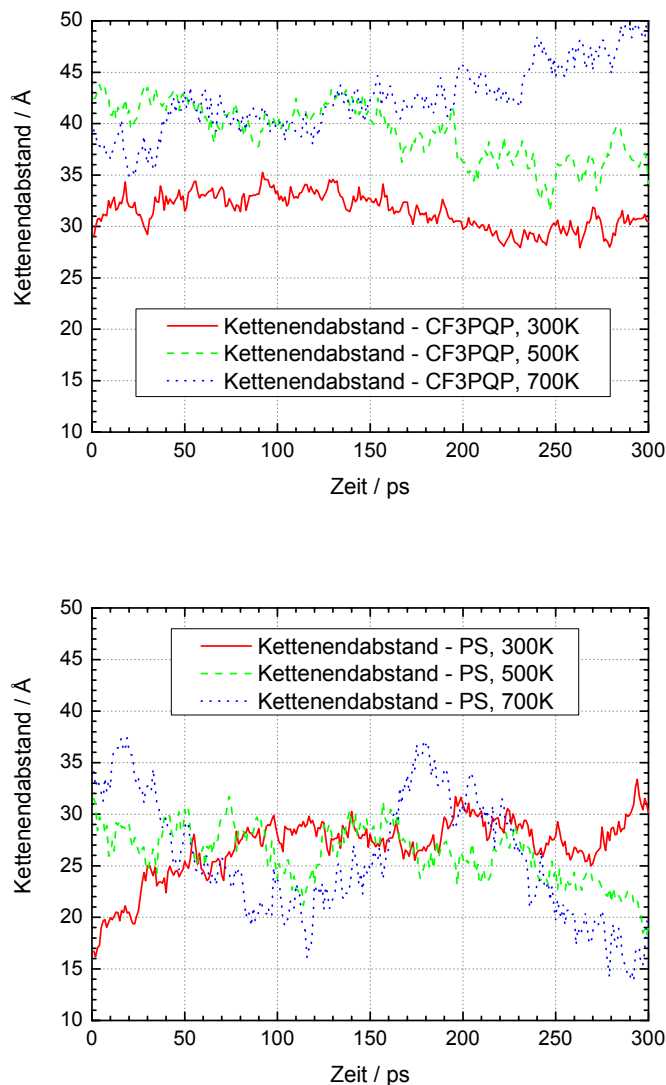 50
45
40
35
30
25
20
15
10
Kettenendabstand / Å
Kettenendabstand - CF3PQP, 300K
Kettenendabstand - CF3PQP, 500K
Kettenendabstand - CF3PQP, 700K
0 50 100 150 200 250 300
Zeit / ps
50
45
40
35
30
25
20
15
10
Kettenendabstand / Å
Kettenendabstand - PS, 300K
Kettenendabstand - PS, 500K
Kettenendabstand - PS, 700K
0 50 100 150 200 250 300
Zeit / ps